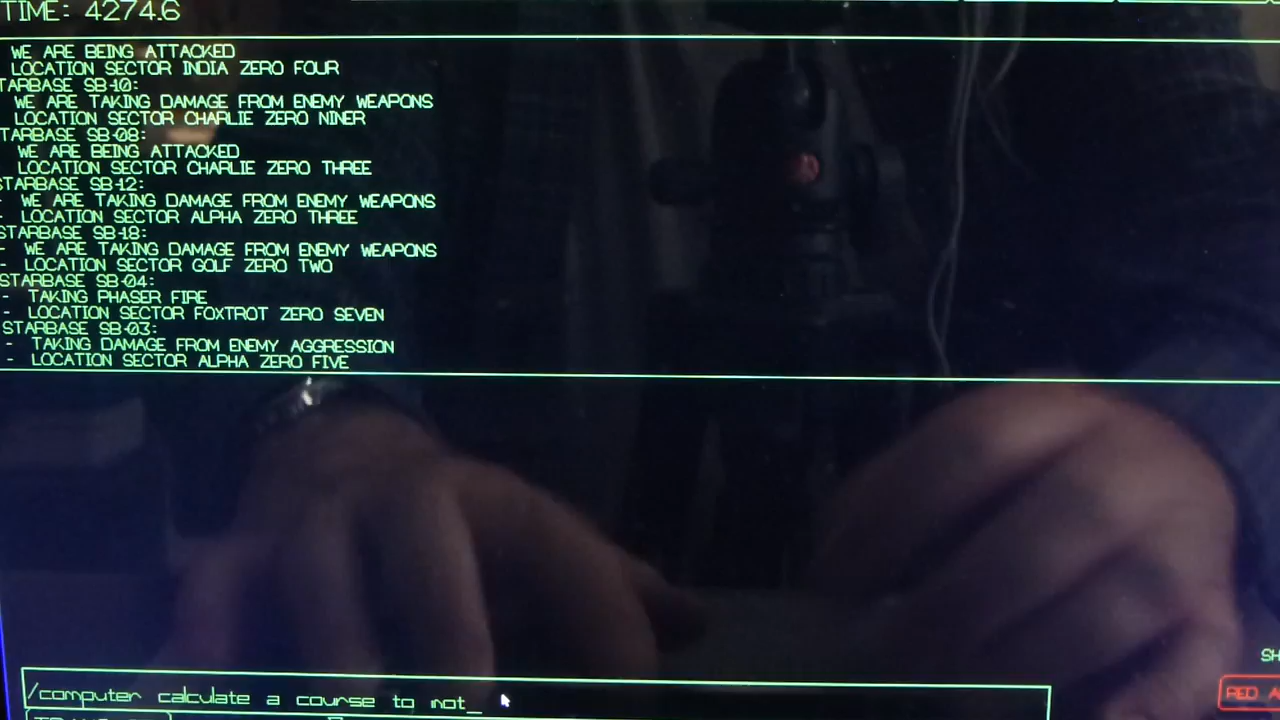 TIME: 4274.6
WE ARE BEING ATTACKED
LOCATION SECTOR INDIA ZERO FOUR
TARBASE SB-10:
WE ARE TAKING DAMAGE FROM ENEMY WEAPONS
LOCATION SECTOR CHARLIE ZERO NINER
TARBASE SB-08:
WE ARE BEING ATTACKED
LOCATION SECTOR CHARLIE ZERO THREE
STARBASE SB-12:
- WE ARE TAKING DAMAGE FROM ENEMY WEAPONS
- LOCATION SECTOR ALPHA ZERO THREE
STARBASE SB-18:
- WE ARE TAKING DAMAGE FROM ENEMY WEAPONS
- LOCATION SECTOR GOLF ZERO TWO
STARBASE SB-04:
- TAKING PHASER FIRE
- LOCATION SECTOR FOXTROT ZERO SEVEN
STARBASE SB-03:
- TAKING DAMAGE FROM ENEMY AGGRESSION
- LOCATION SECTOR ALPHA ZERO FIVE
SH
RED A
/computer calculate a course to not_